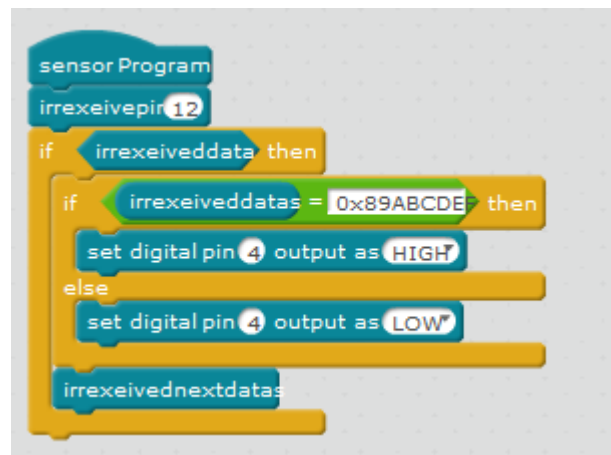 sensor Program
irrexeivepin 12
if irrexeiveddata then
if irrexeiveddatas = 0x89ABCDEF then
set digital pin 4 output as HIGH
else
set digital pin 4 output as LOW
irrexeivednextdatas